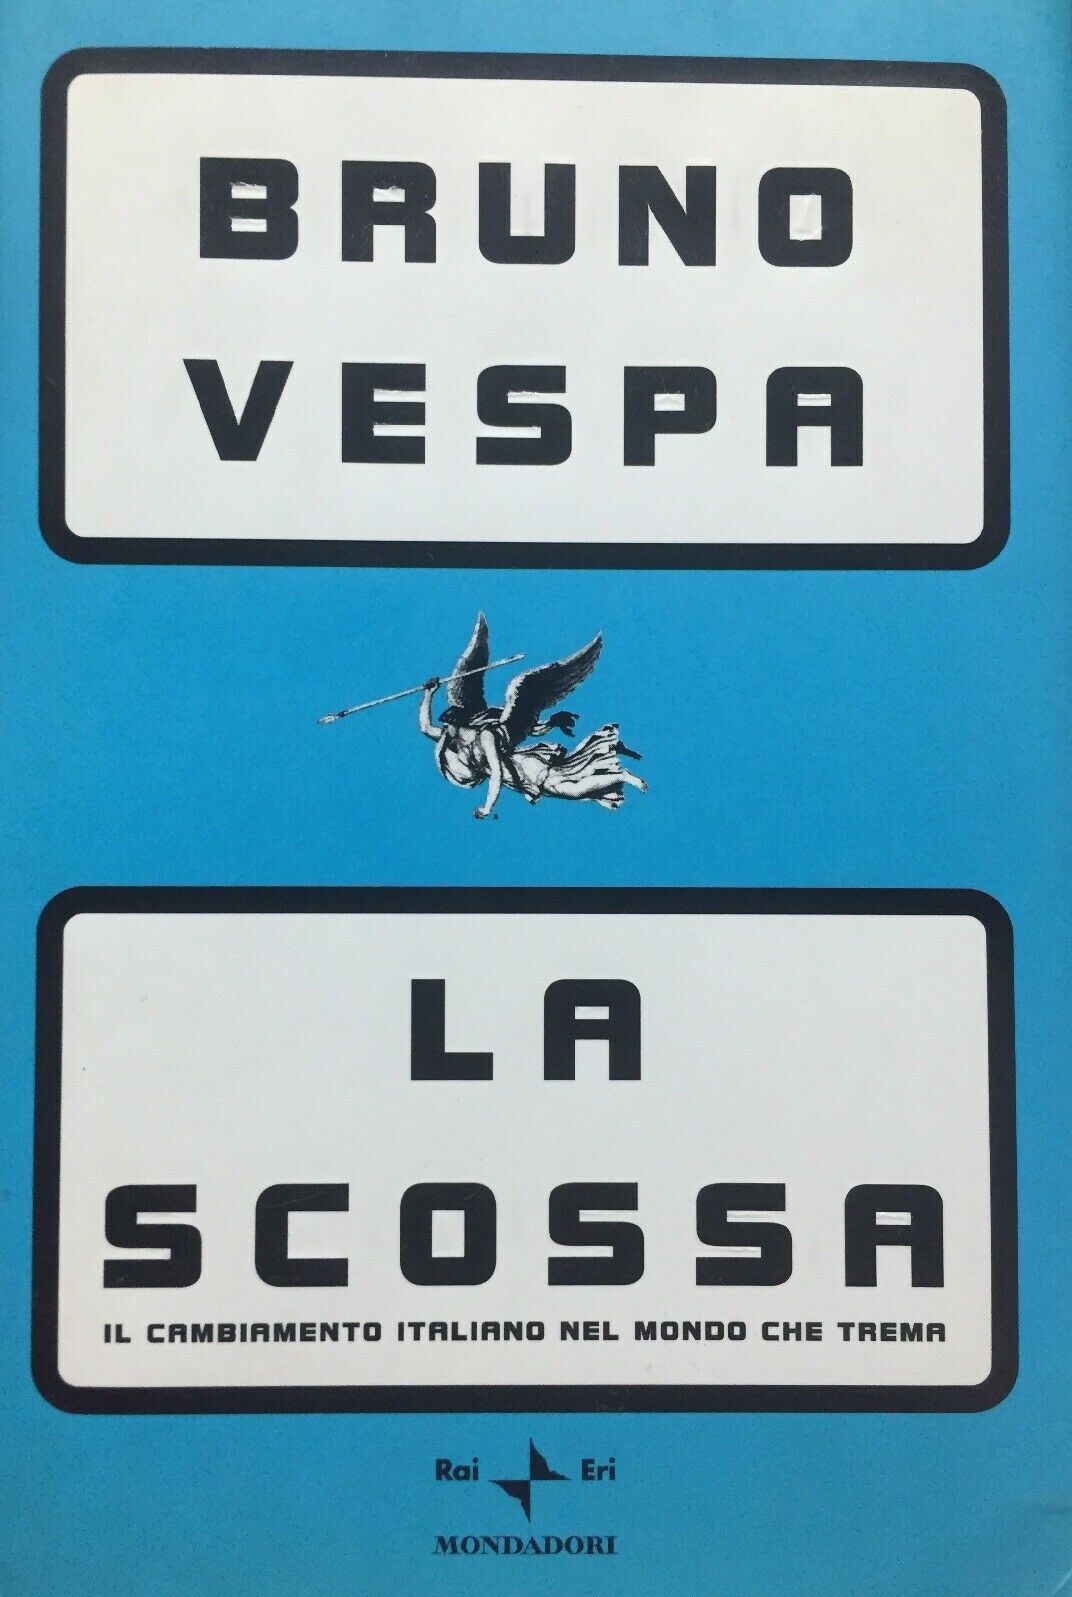 BRUNO
VESPA
LA
SCOSSA
IL CAMBIAMENTO ITALIANO NEL MONDO CHE TREMA
Rai Eri
MONDADORI